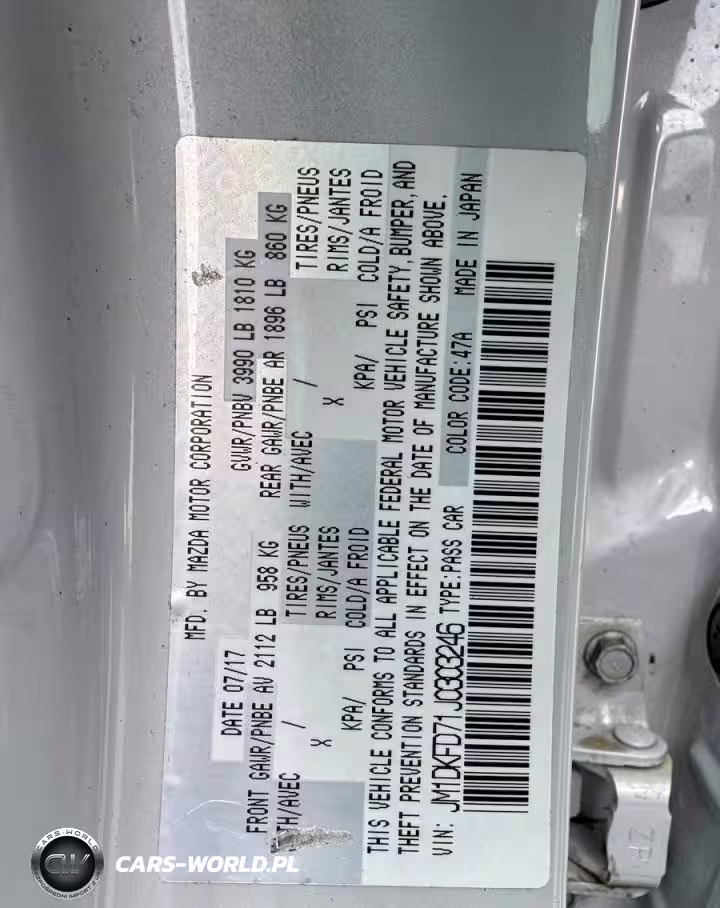 MFD. BY MAZDA MOTOR CORPORATION
DATE 07/17 GVWR/PNBV 3990 LB 1810 KG
FRONT GAWR/PNBE AV 2112 LB 958 KG REAR GAWR/PNBE AR 1896 LB 860 KG
TH/AVEC / TIRES/PNEUS WITH/AVEC / TIRES/PNEUS
X RIMS/JANTES X RIMS/JANTES
KPA/ PSI COLD/A FROID KPA/ PSI COLD/A FROID
THIS VEHICLE CONFORMS TO ALL APPLICABLE FEDERAL MOTOR VEHICLE SAFETY, BUMPER, AND
THEFT PREVENTION STANDARDS IN EFFECT ON THE DATE OF MANUFACTURE SHOWN ABOVE.
VIN: JM1DKFD71J0303246 TYPE:PASS CAR COLOR CODE:47A MADE IN JAPAN
CARS-WORLD
CW
CARS-WORLD.PL